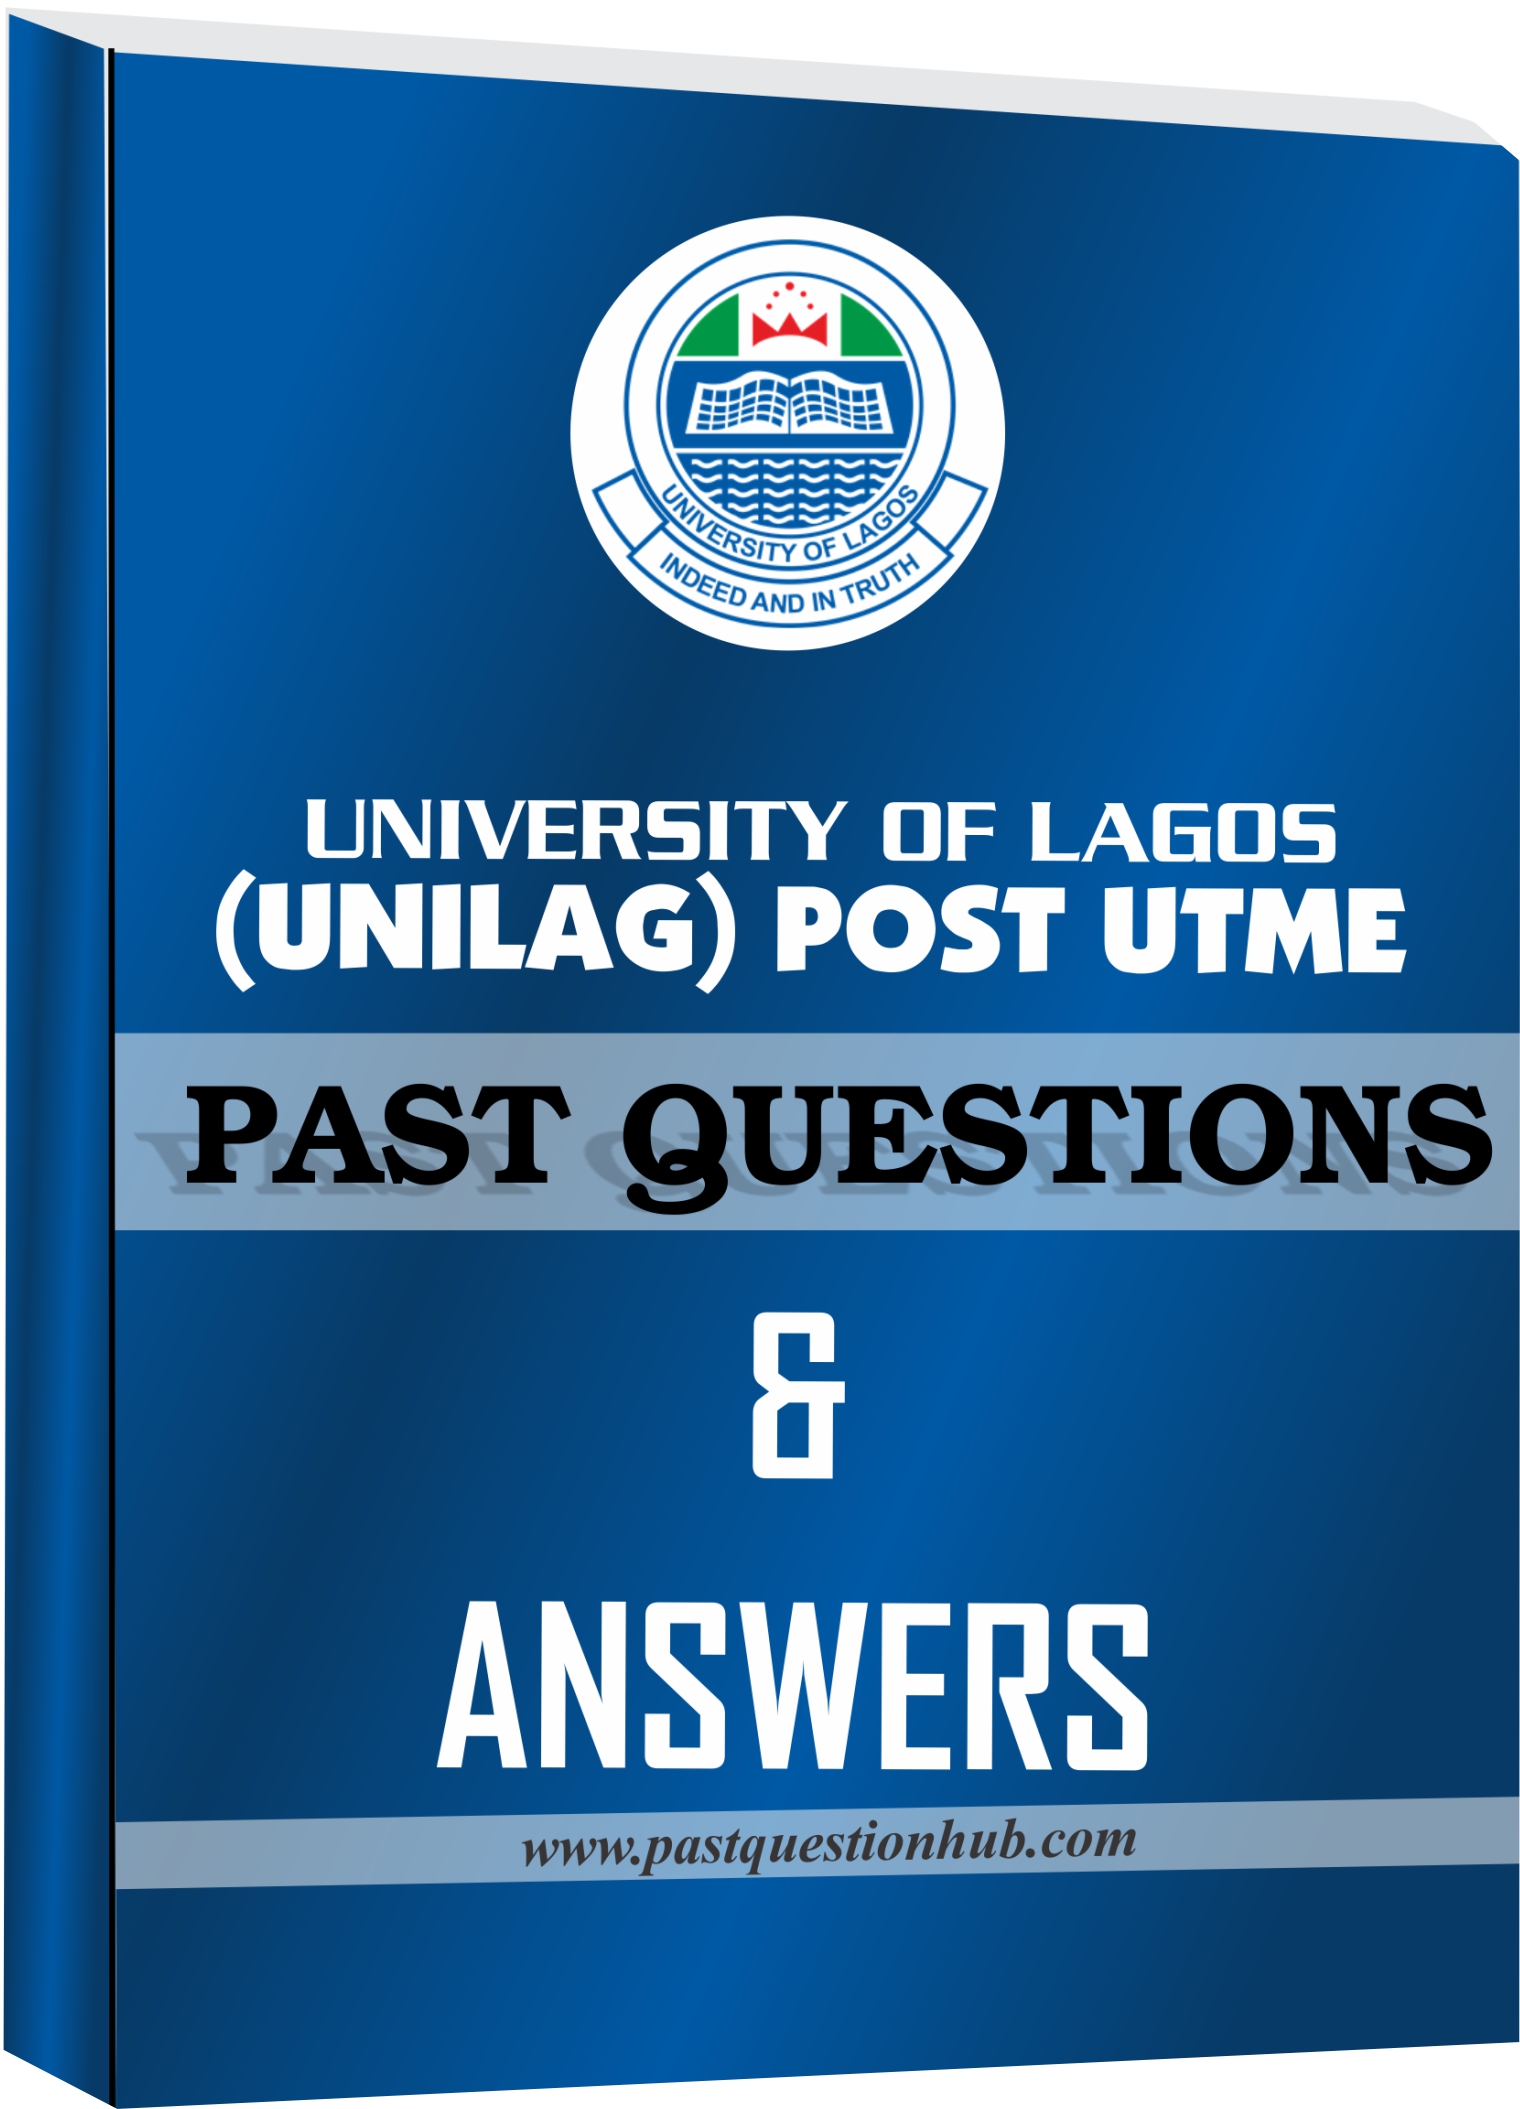 UNIVERSITY OF LAGOS
INDEED AND IN TRUTH
UNIVERSITY OF LAGOS
(UNILAG) POST UTME
PAST QUESTIONS
&
ANSWERS
www.pastquestionhub.com